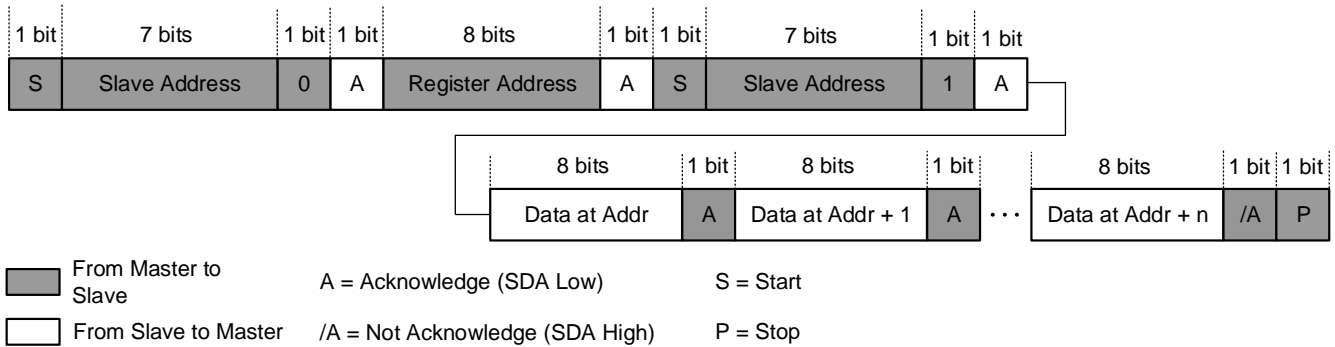 1 bit 7 bits 1 bit 1 bit 8 bits 1 bit 1 bit 7 bits 1 bit 1 bit
S Slave Address 0 A Register Address A S Slave Address 1 A
8 bits 1 bit 8 bits 1 bit 8 bits 1 bit 1 bit
Data at Addr A Data at Addr + 1 A ··· Data at Addr + n /A P
From Master to
Slave
A = Acknowledge (SDA Low) S = Start
From Slave to Master /A = Not Acknowledge (SDA High) P = Stop